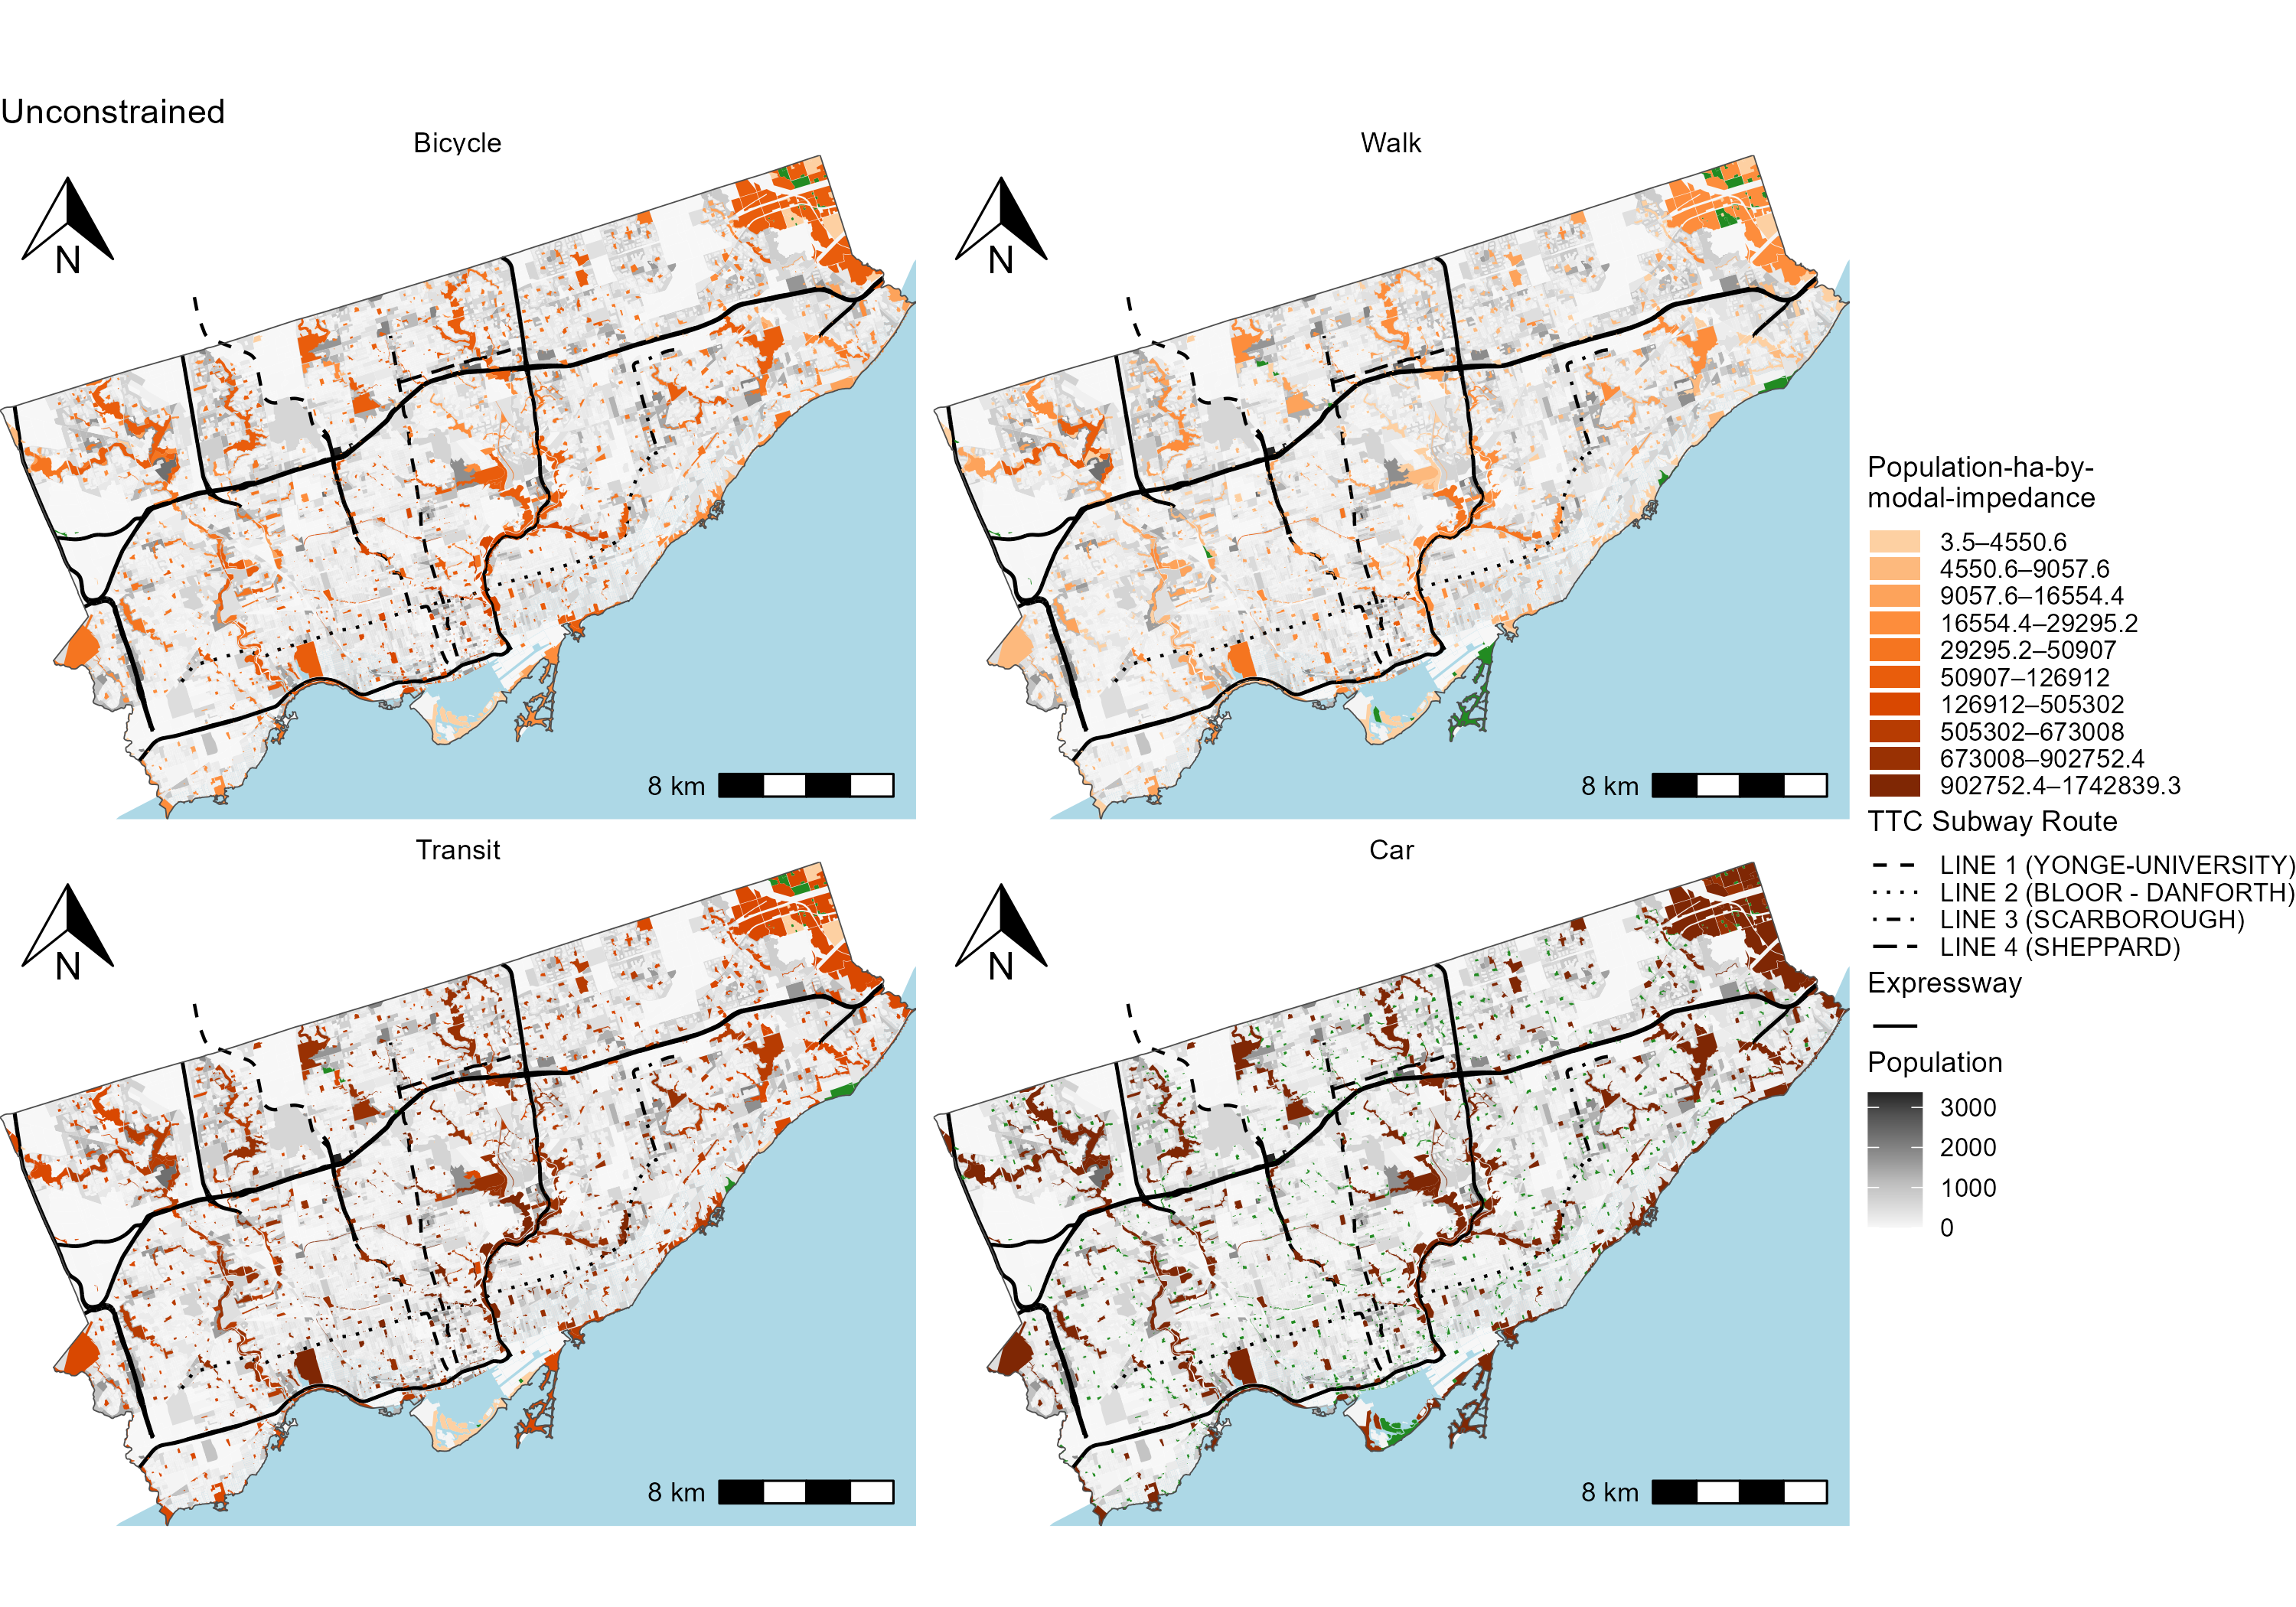 Unconstrained
Bicycle
Walk
N
N
8 km
8 km
Transit
Car
N
N
8 km
8 km
Population-ha-by-
modal-impedance
3.5–4550.6
4550.6–9057.6
9057.6–16554.4
16554.4–29295.2
29295.2–50907
50907–126912
126912–505302
505302–673008
673008–902752.4
902752.4–1742839.3
TTC Subway Route
LINE 1 (YONGE-UNIVERSITY)
LINE 2 (BLOOR - DANFORTH)
LINE 3 (SCARBOROUGH)
LINE 4 (SHEPPARD)
Expressway
Population
3000
2000
1000
0